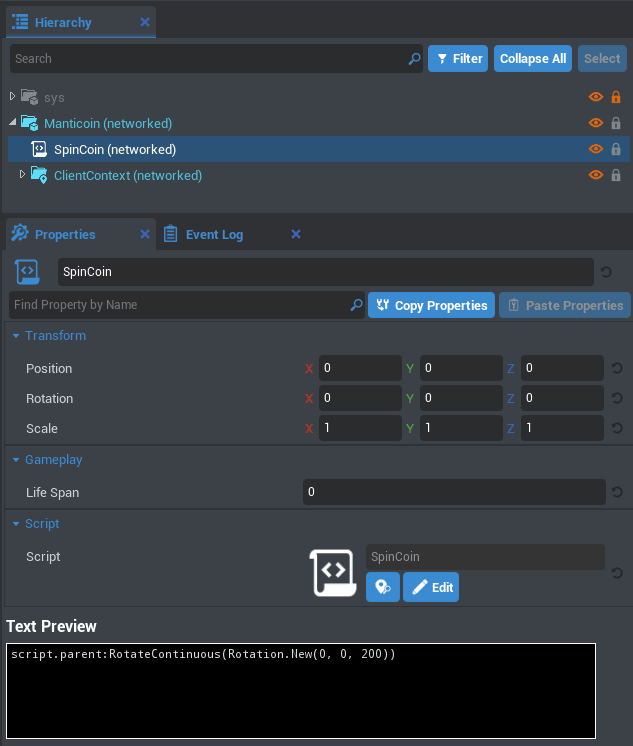 Hierarchy
Search
Filter
Collapse All
Select
sys
Manticoin (networked)
SpinCoin (networked)
ClientContext (networked)
Properties
Event Log
SpinCoin
Find Property by Name
Copy Properties
Paste Properties
Transform
Position X 0 Y 0 Z 0
Rotation X 0 Y 0 Z 0
Scale X 1 Y 1 Z 1
Gameplay
Life Span 0
Script
Script SpinCoin
Edit
Text Preview
script.parent:RotateContinuous(Rotation.New(0, 0, 200))